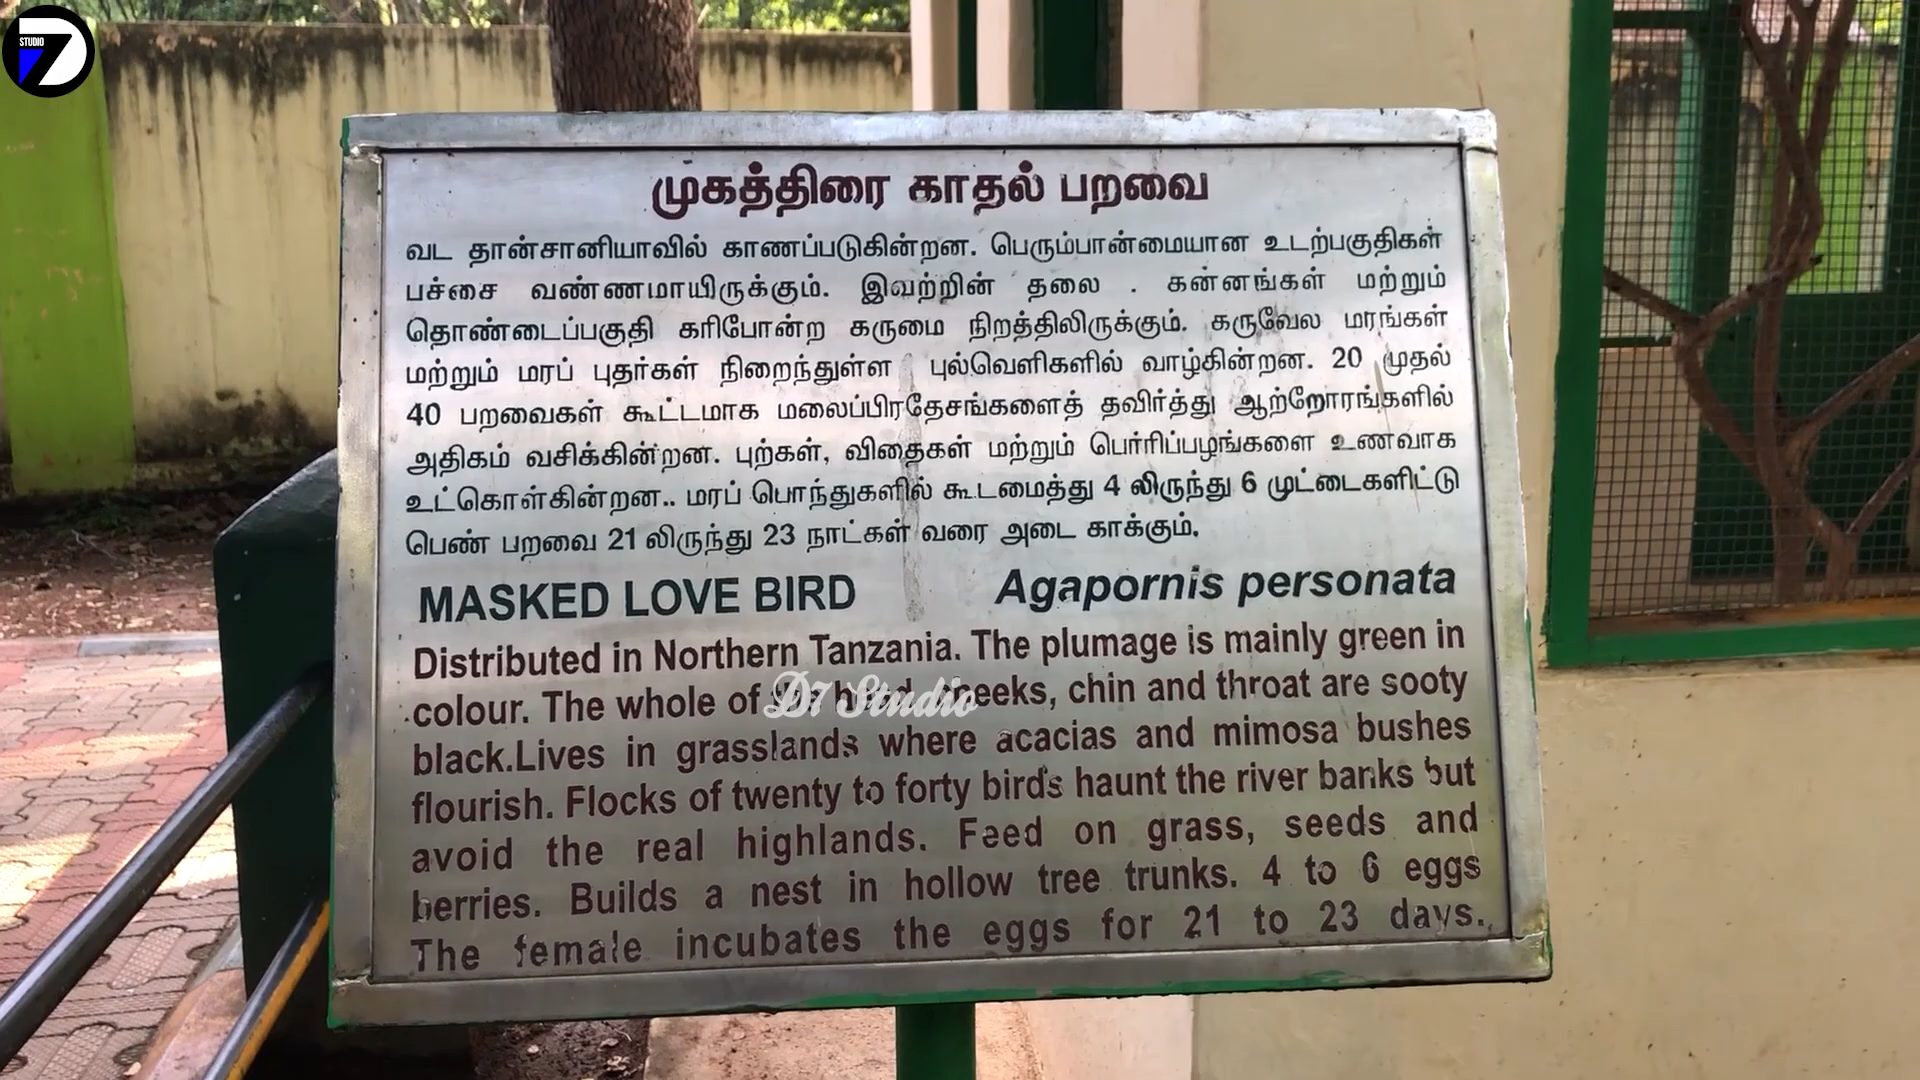 STUDIO
7
முகத்திரை காதல் பறவை
வட தான்சானியாவில் காணப்படுகின்றன. பெரும்பான்மையான உடற்பகுதிகள்
பச்சை வண்ணமாயிருக்கும். இவற்றின் தலை . கன்னங்கள் மற்றும்
தொண்டைப்பகுதி கரிபோன்ற கருமை நிறத்திலிருக்கும். கருவேல மரங்கள்
மற்றும் மரப் புதர்கள் நிறைந்துள்ள புல்வெளிகளில் வாழ்கின்றன. 20 முதல்
40 பறவைகள் கூட்டமாக மலைப்பிரதேசங்களைத் தவிர்த்து ஆற்றோரங்களில்
அதிகம் வசிக்கின்றன. புற்கள், விதைகள் மற்றும் பெர்ரிப்பழங்களை உணவாக
உட்கொள்கின்றன.. மரப் பொந்துகளில் கூடமைத்து 4 லிருந்து 6 முட்டைகளிட்டு
பெண் பறவை 21 லிருந்து 23 நாட்கள் வரை அடை காக்கும்.
MASKED LOVE BIRD Agapornis personata
Distributed in Northern Tanzania. The plumage is mainly green in
colour. The whole of the head, cheeks, chin and throat are sooty
D7 Studio
black.Lives in grasslands where acacias and mimosa bushes
flourish. Flocks of twenty to forty birds haunt the river banks but
avoid the real highlands. Feed on grass, seeds and
berries. Builds a nest in hollow tree trunks. 4 to 6 eggs
The female incubates the eggs for 21 to 23 days.